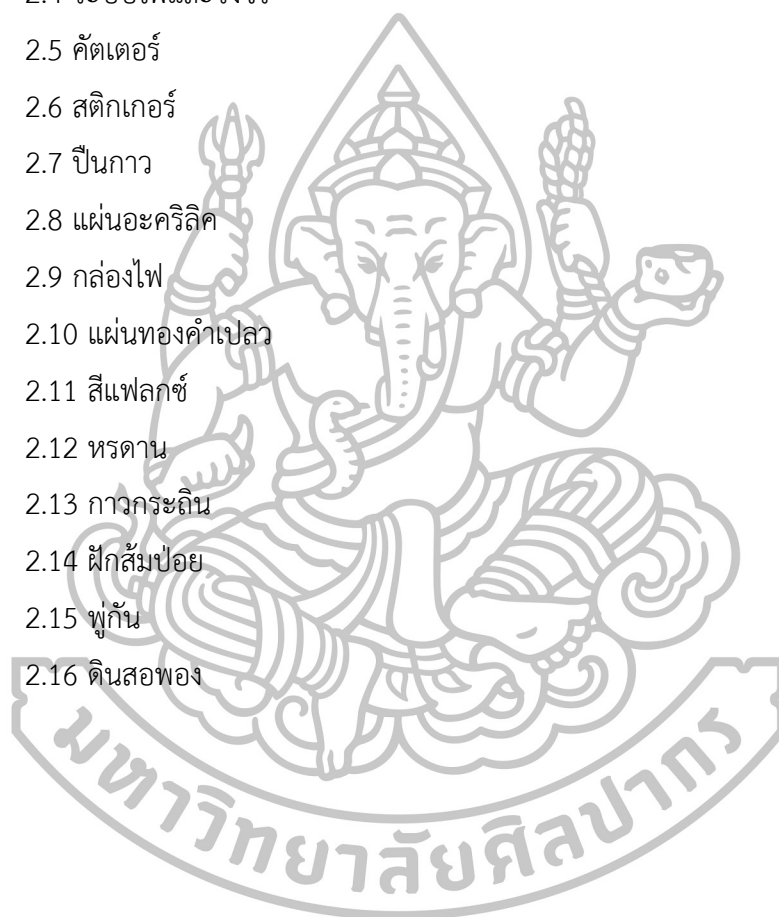 2.5 คัตเตอร์
2.6 สติกเกอร์
2.7 ปืนกาว
2.8 แผ่นอะคริลิค
2.9 กล่องไฟ
2.10 แผ่นทองคำเปลว
2.11 สีแฟลกซ์
2.12 หรดาน
2.13 กาวกระถิน
2.14 ฝักส้มป่อย
2.15 พู่กัน
2.16 ดินสอพอง
มหาวิทยาลัยศิลปากร